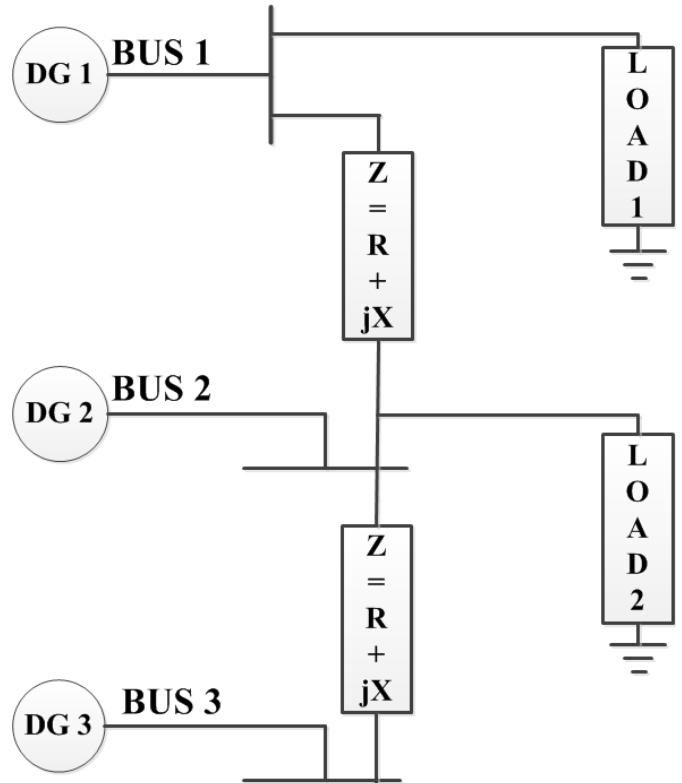 DG 1
BUS 1
L
O
A
D
1
Z
=
R
+
jX
DG 2
BUS 2
L
O
A
D
2
Z
=
R
+
jX
DG 3
BUS 3